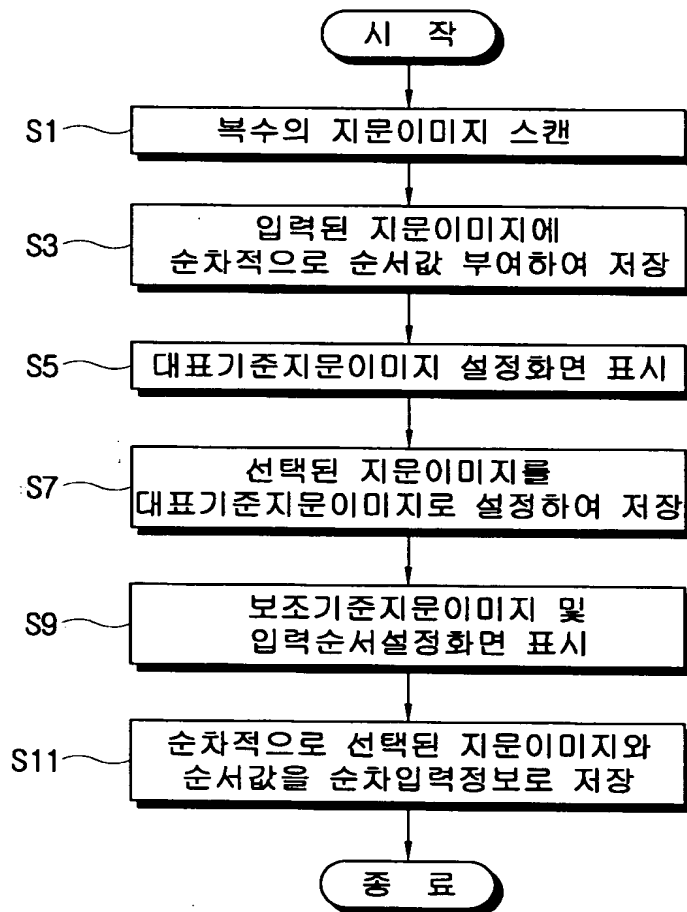 시 작
S1
복수의 지문이미지 스캔
S3
입력된 지문이미지에
순차적으로 순서값 부여하여 저장
S5
대표기준지문이미지 설정화면 표시
S7
선택된 지문이미지를
대표기준지문이미지로 설정하여 저장
S9
보조기준지문이미지 및
입력순서설정화면 표시
S11
순차적으로 선택된 지문이미지와
순서값을 순차입력정보로 저장
종 료